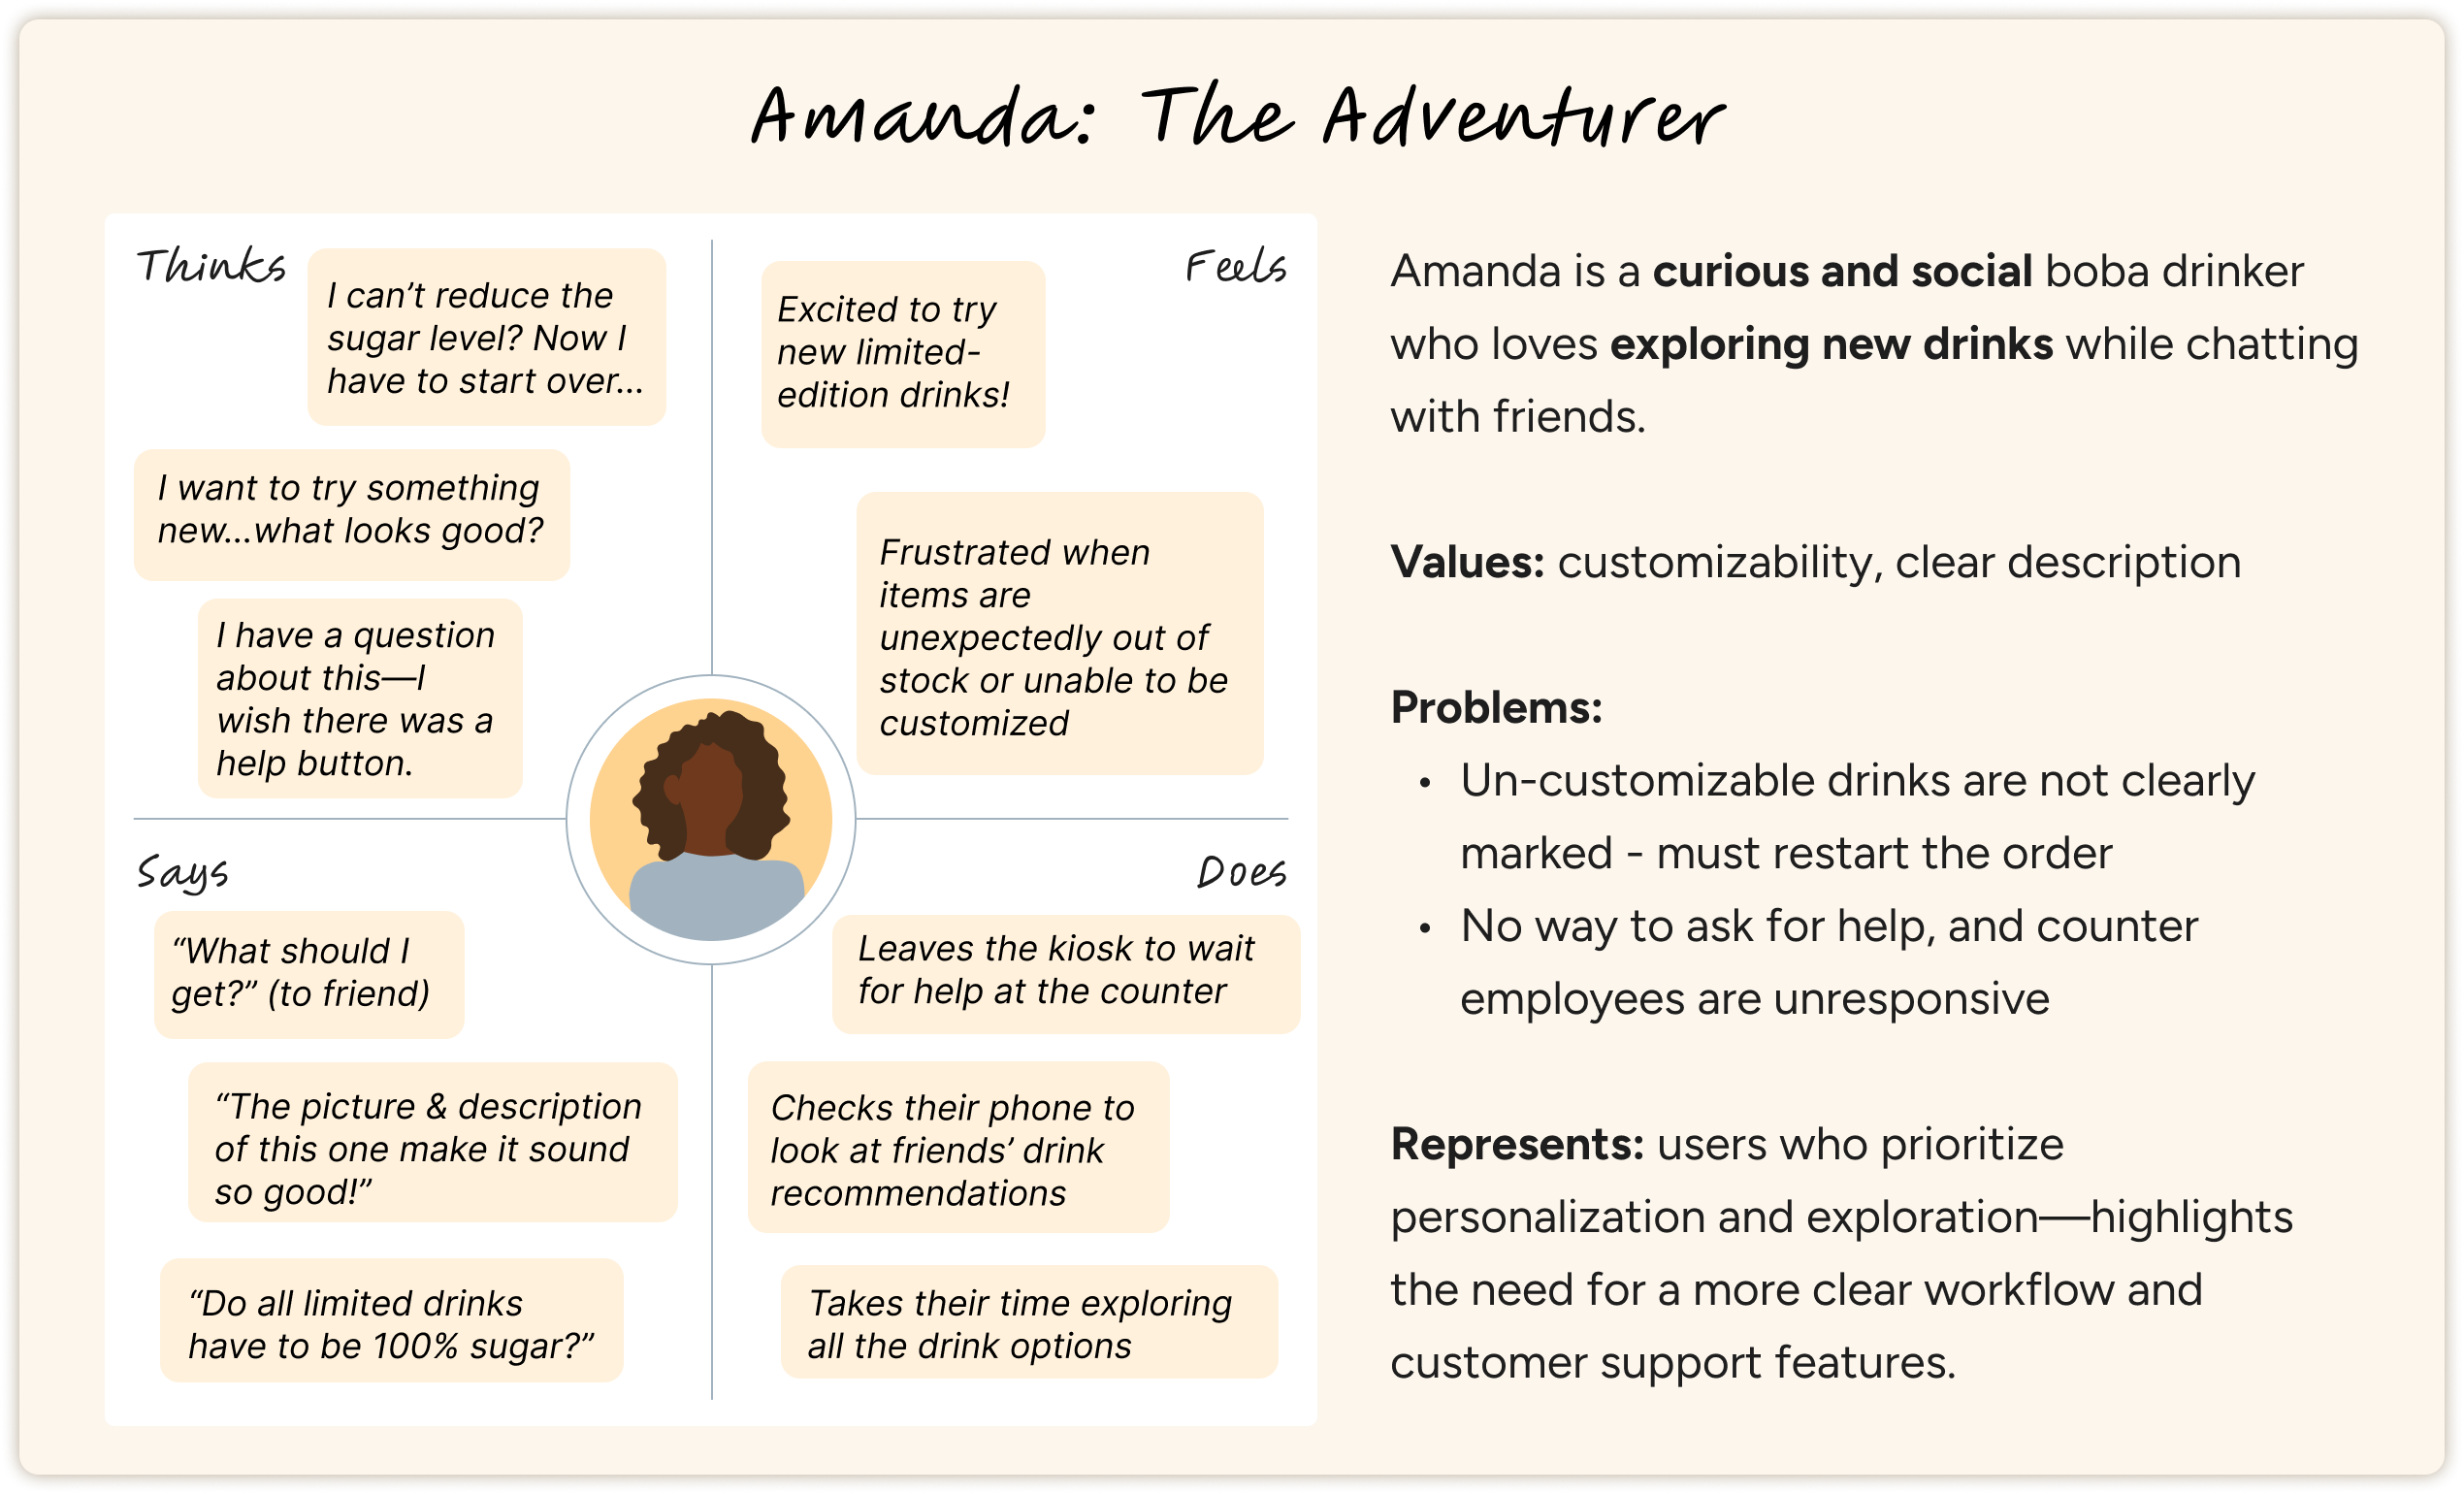 Amanda: The Adventurer
Thinks
I can’t reduce the
sugar level? Now I
have to start over...
I want to try something
new...what looks good?
I have a question
about this—I
wish there was a
help button.
Feels
Excited to try
new limited-
edition drinks!
Frustrated when
items are
unexpectedly out of
stock or unable to be
customized
Says
“What should I
get?” (to friend)
“The picture & description
of this one make it sound
so good!”
“Do all limited drinks
have to be 100% sugar?”
Does
Leaves the kiosk to wait
for help at the counter
Checks their phone to
look at friends’ drink
recommendations
Takes their time exploring
all the drink options
Amanda is a curious and social boba drinker
who loves exploring new drinks while chatting
with friends.
Values: customizability, clear description
Problems:
• Un-customizable drinks are not clearly
marked - must restart the order
• No way to ask for help, and counter
employees are unresponsive
Represents: users who prioritize
personalization and exploration—highlights
the need for a more clear workflow and
customer support features.